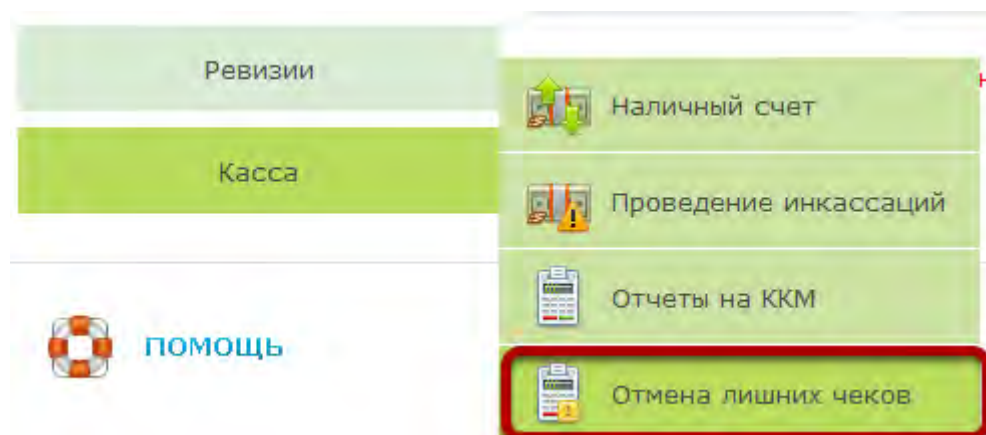 Ревизии
Касса
ПОМОЩЬ
Наличный счет
Проведение инкассаций
Отчеты на ККМ
Отмена лишних чеков